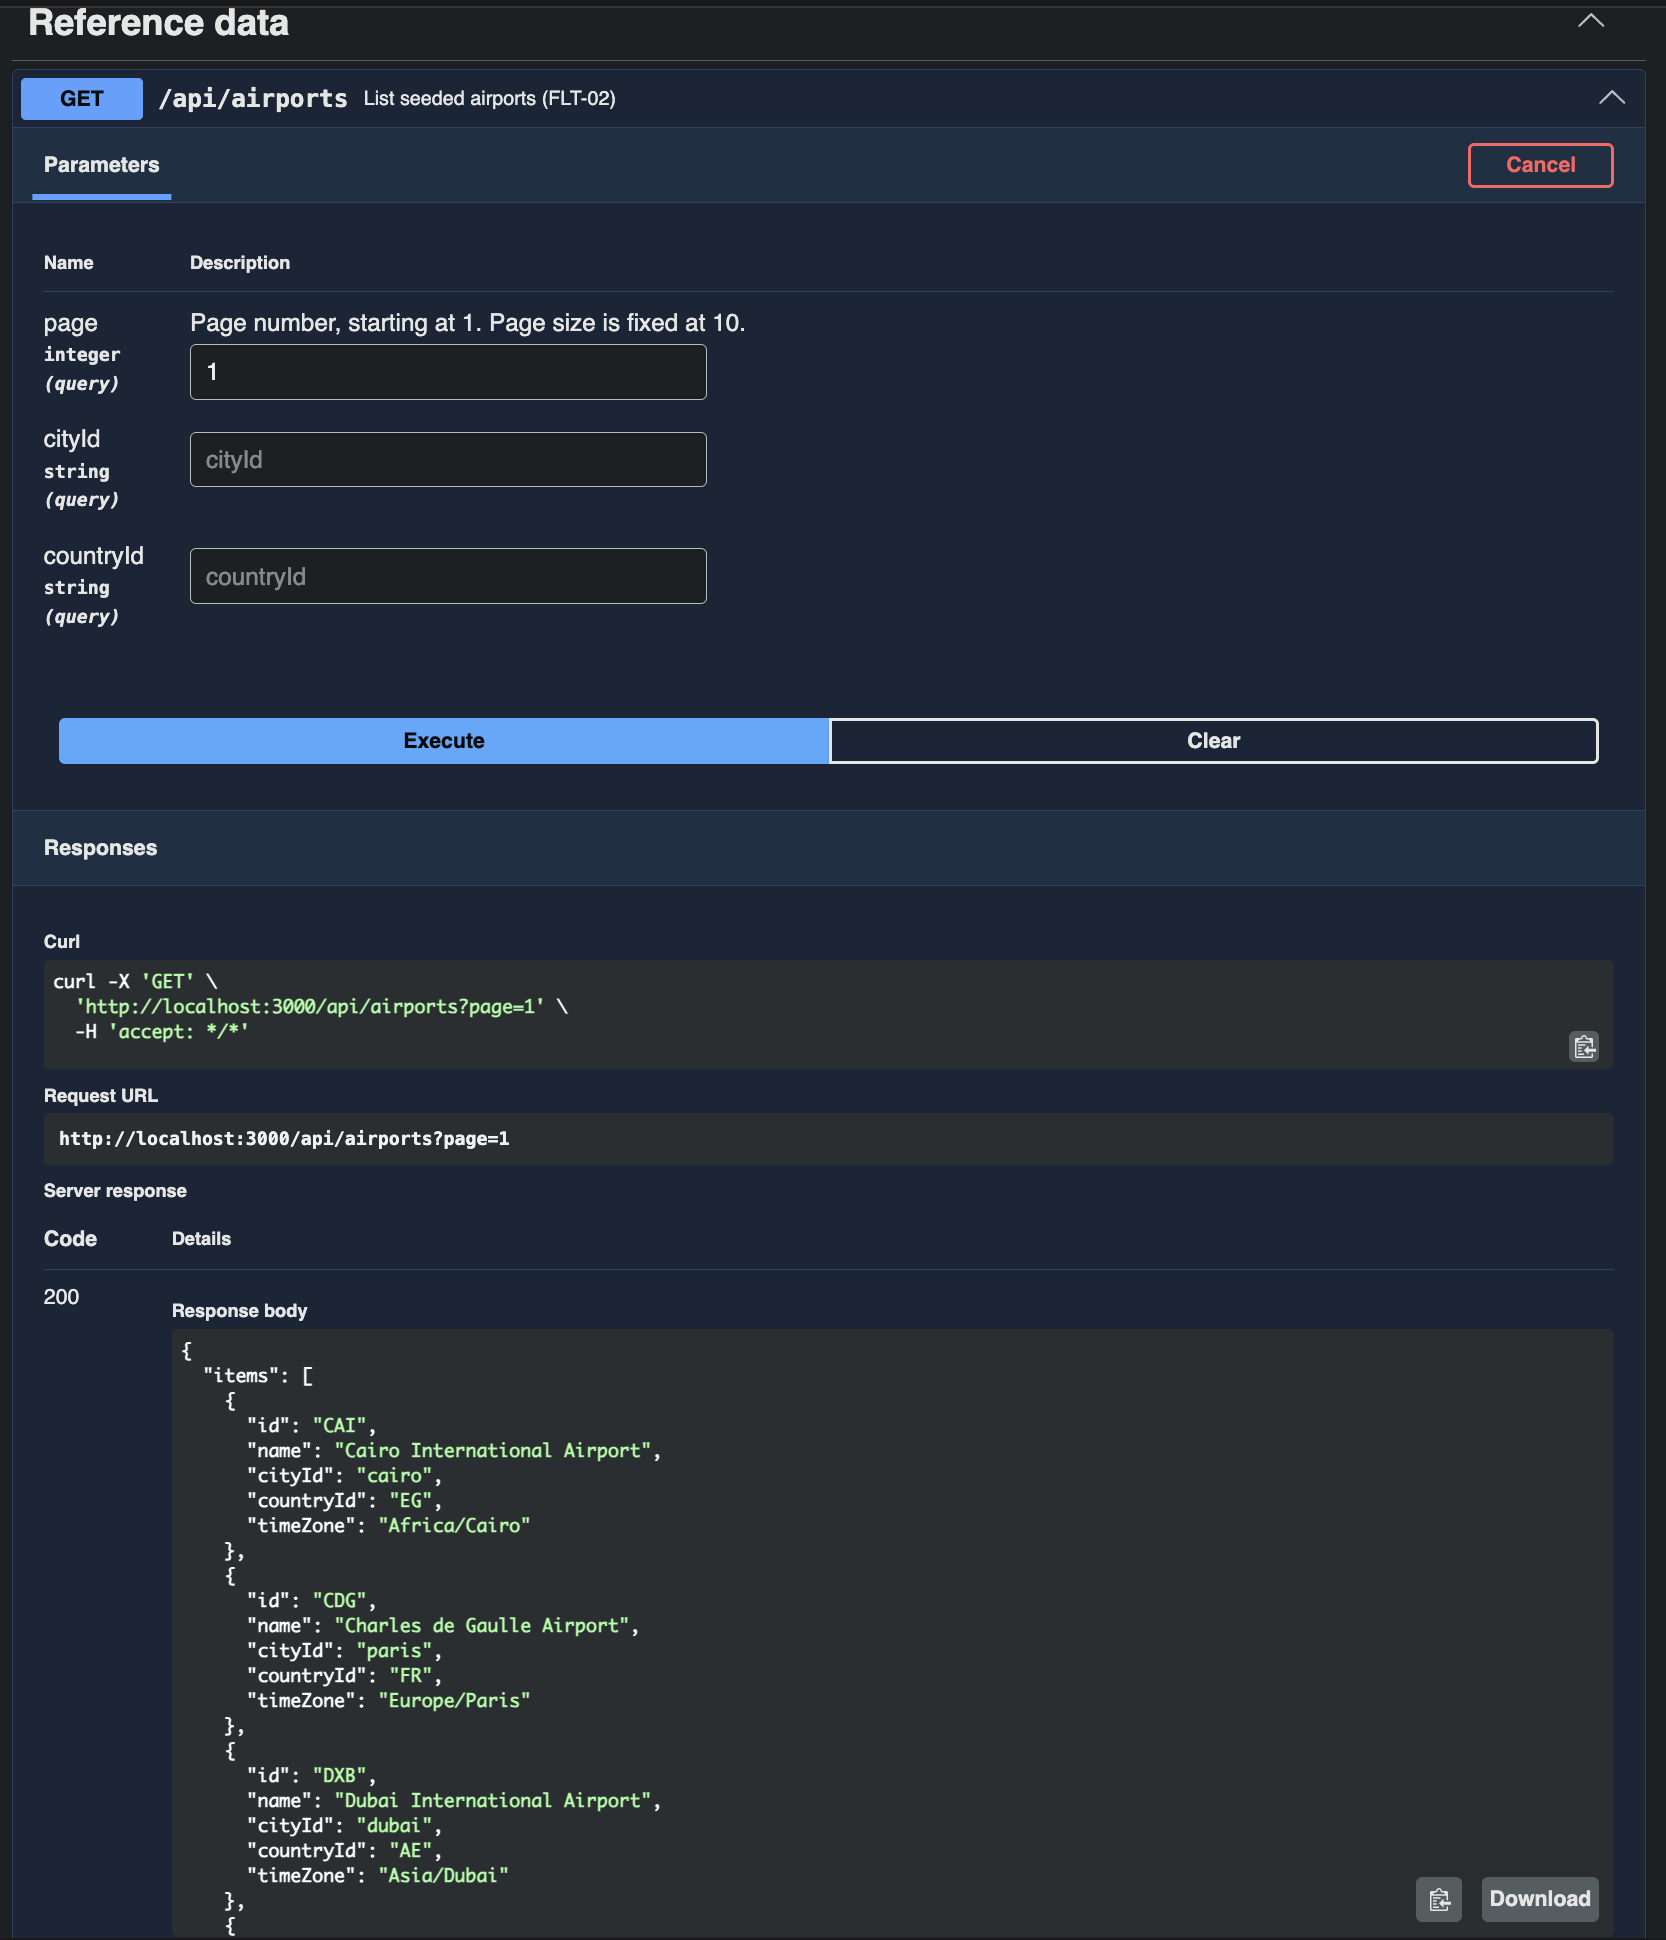 Reference data
GET /api/airports List seeded airports (FLT-02)
Parameters
Cancel
Name Description
page Page number, starting at 1. Page size is fixed at 10.
integer
(query)
1
cityId
string
(query)
cityId
countryId
string
(query)
countryId
Execute Clear
Responses
Curl
curl -X 'GET' \
  'http://localhost:3000/api/airports?page=1' \
  -H 'accept: */*'
Request URL
http://localhost:3000/api/airports?page=1
Server response
Code Details
200
Response body
{
  "items": [
    {
      "id": "CAI",
      "name": "Cairo International Airport",
      "cityId": "cairo",
      "countryId": "EG",
      "timeZone": "Africa/Cairo"
    },
    {
      "id": "CDG",
      "name": "Charles de Gaulle Airport",
      "cityId": "paris",
      "countryId": "FR",
      "timeZone": "Europe/Paris"
    },
    {
      "id": "DXB",
      "name": "Dubai International Airport",
      "cityId": "dubai",
      "countryId": "AE",
      "timeZone": "Asia/Dubai"
    },
    {
Download